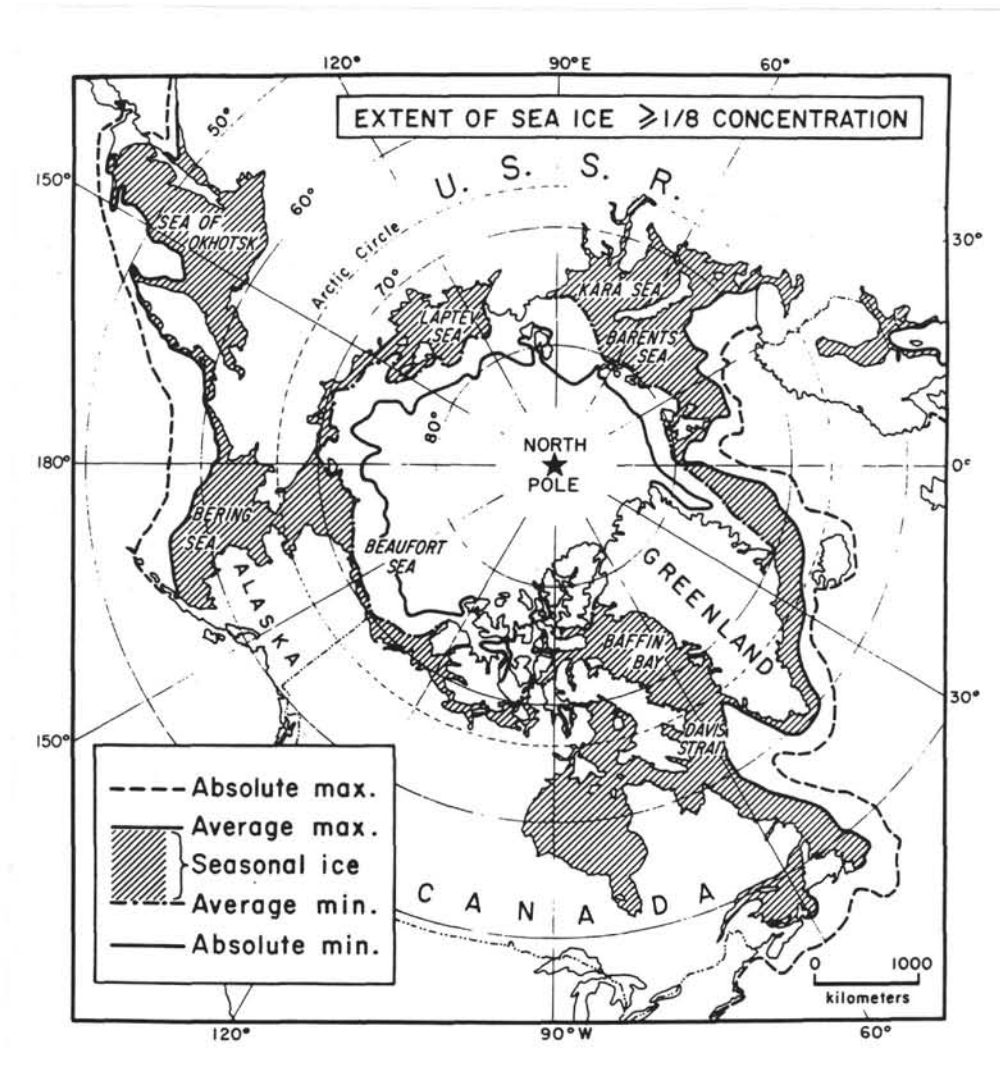 120°
90°E
60°
EXTENT OF SEA ICE ⩾1/8 CONCENTRATION
50°
U. S. S. R.
150°
60°
SEA OF
OKHOTSK
Arctic Circle
30°
70°
KARA SEA
LAPTEV
SEA
BARENTS
SEA
80°
NORTH
POLE
180°
0°
BERING
SEA
BEAUFORT
SEA
GREENLAND
ALASKA
BAFFIN
BAY
30°
DAVIS
STRAIT
150°
Absolute max.
Average max.
Seasonal ice
Average min.
Absolute min.
CANADA
0 1000
kilometers
120°
90°W
60°